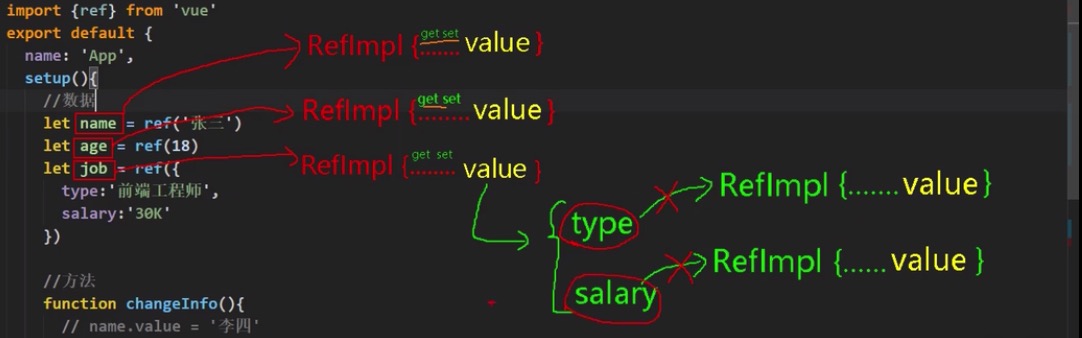 import {ref} from 'vue'
export default {
name: 'App',
setup(){
//数据
let name = ref('张三')
let age = ref(18)
let job = ref({
type:'前端工程师',
salary:'30K'
})
//方法
function changeInfo(){
// name.value = '李四'
RefImpl {........ value }
get set
RefImpl {........ value }
get set
RefImpl {........ value }
get set
type
RefImpl {....... value }
salary
RefImpl {...... value }